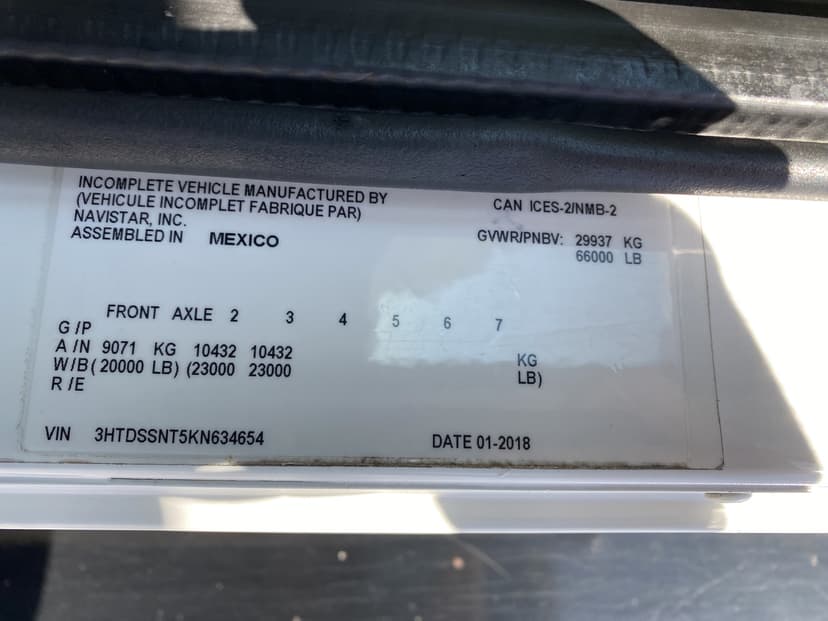 INCOMPLETE VEHICLE MANUFACTURED BY
(VEHICULE INCOMPLET FABRIQUE PAR)
NAVISTAR, INC.
ASSEMBLED IN MEXICO
CAN ICES-2/NMB-2
GVWR/PNBV: 29937 KG
66000 LB
FRONT AXLE 2 3 4 5 6 7
G /P
A /N 9071 KG 10432 10432 KG
W/B ( 20000 LB) (23000 23000 LB)
R /E
VIN 3HTDSSNT5KN634654 DATE 01-2018